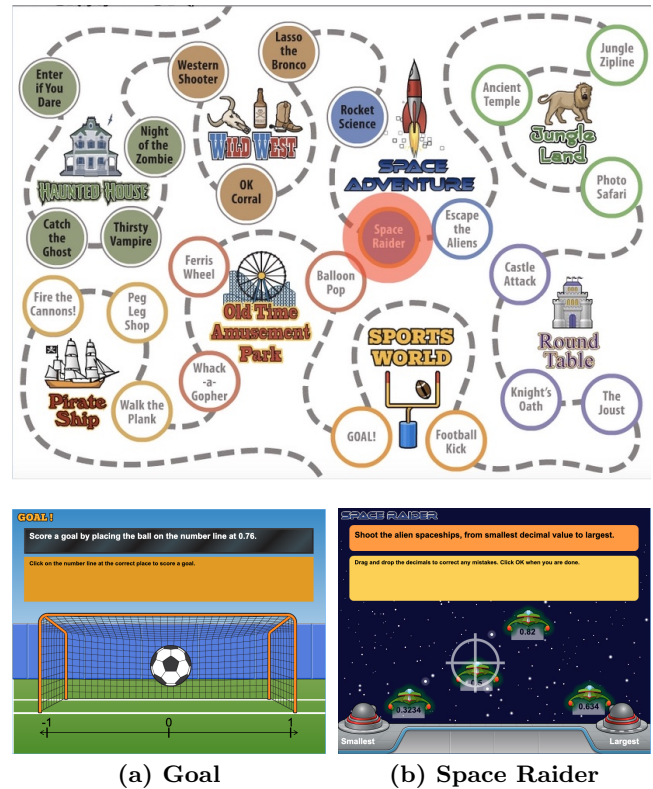 Lasso
the
Bronco
Jungle
Zipline
Western
Shooter
Enter
if You
Dare
Ancient
Temple
Rocket
Science
Night
of the
Zombie
WILD WEST
Jungle
Land
SPACE
ADVENTURE
HAUNTED HOUSE
OK
Corral
Photo
Safari
Catch
the
Ghost
Thirsty
Vampire
Space
Raider
Escape
the
Aliens
Ferris
Wheel
Balloon
Pop
Castle
Attack
Fire the
Cannons!
Peg
Leg
Shop
Old Time
Amusement
Park
SPORTS
WORLD
Round
Table
Whack
-a-
Gopher
Pirate
Ship
Walk the
Plank
Knight's
Oath
The
Joust
GOAL!
Football
Kick
GOAL!
Score a goal by placing the ball on the number line at 0.76.
Click on the number line at the correct place to score a goal.
-1 0 1
(a) Goal
SPACE RAIDER
Shoot the alien spaceships, from smallest decimal value to largest.
Drag and drop the decimals to correct any mistakes. Click OK when you are done.
0.82
0.3234
0.634
Smallest
Largest
(b) Space Raider